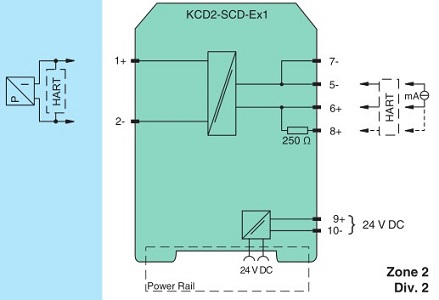 KCD2-SCD-Ex1
1+
7-
5-
HART
mA
P
I
HART
6+
2-
8+
HART
250 Ω
9+
10-
24 V DC
24 V DC
Power Rail
Zone 2
Div. 2